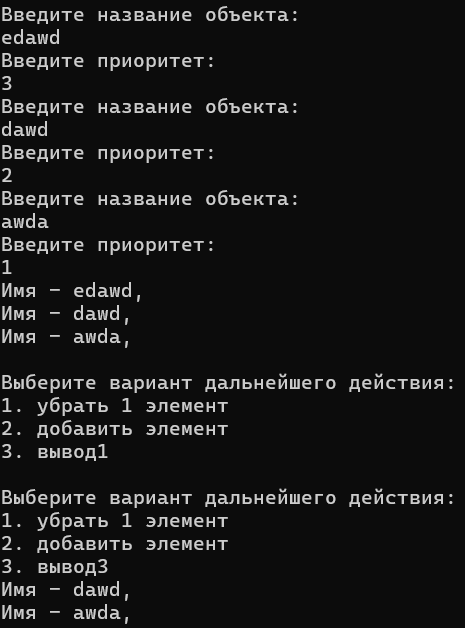 Введите название объекта:
edawd
Введите приоритет:
3
Введите название объекта:
dawd
Введите приоритет:
2
Введите название объекта:
awda
Введите приоритет:
1
Имя - edawd,
Имя - dawd,
Имя - awda,

Выберите вариант дальнейшего действия:
1. убрать 1 элемент
2. добавить элемент
3. вывод1

Выберите вариант дальнейшего действия:
1. убрать 1 элемент
2. добавить элемент
3. вывод3
Имя - dawd,
Имя - awda,